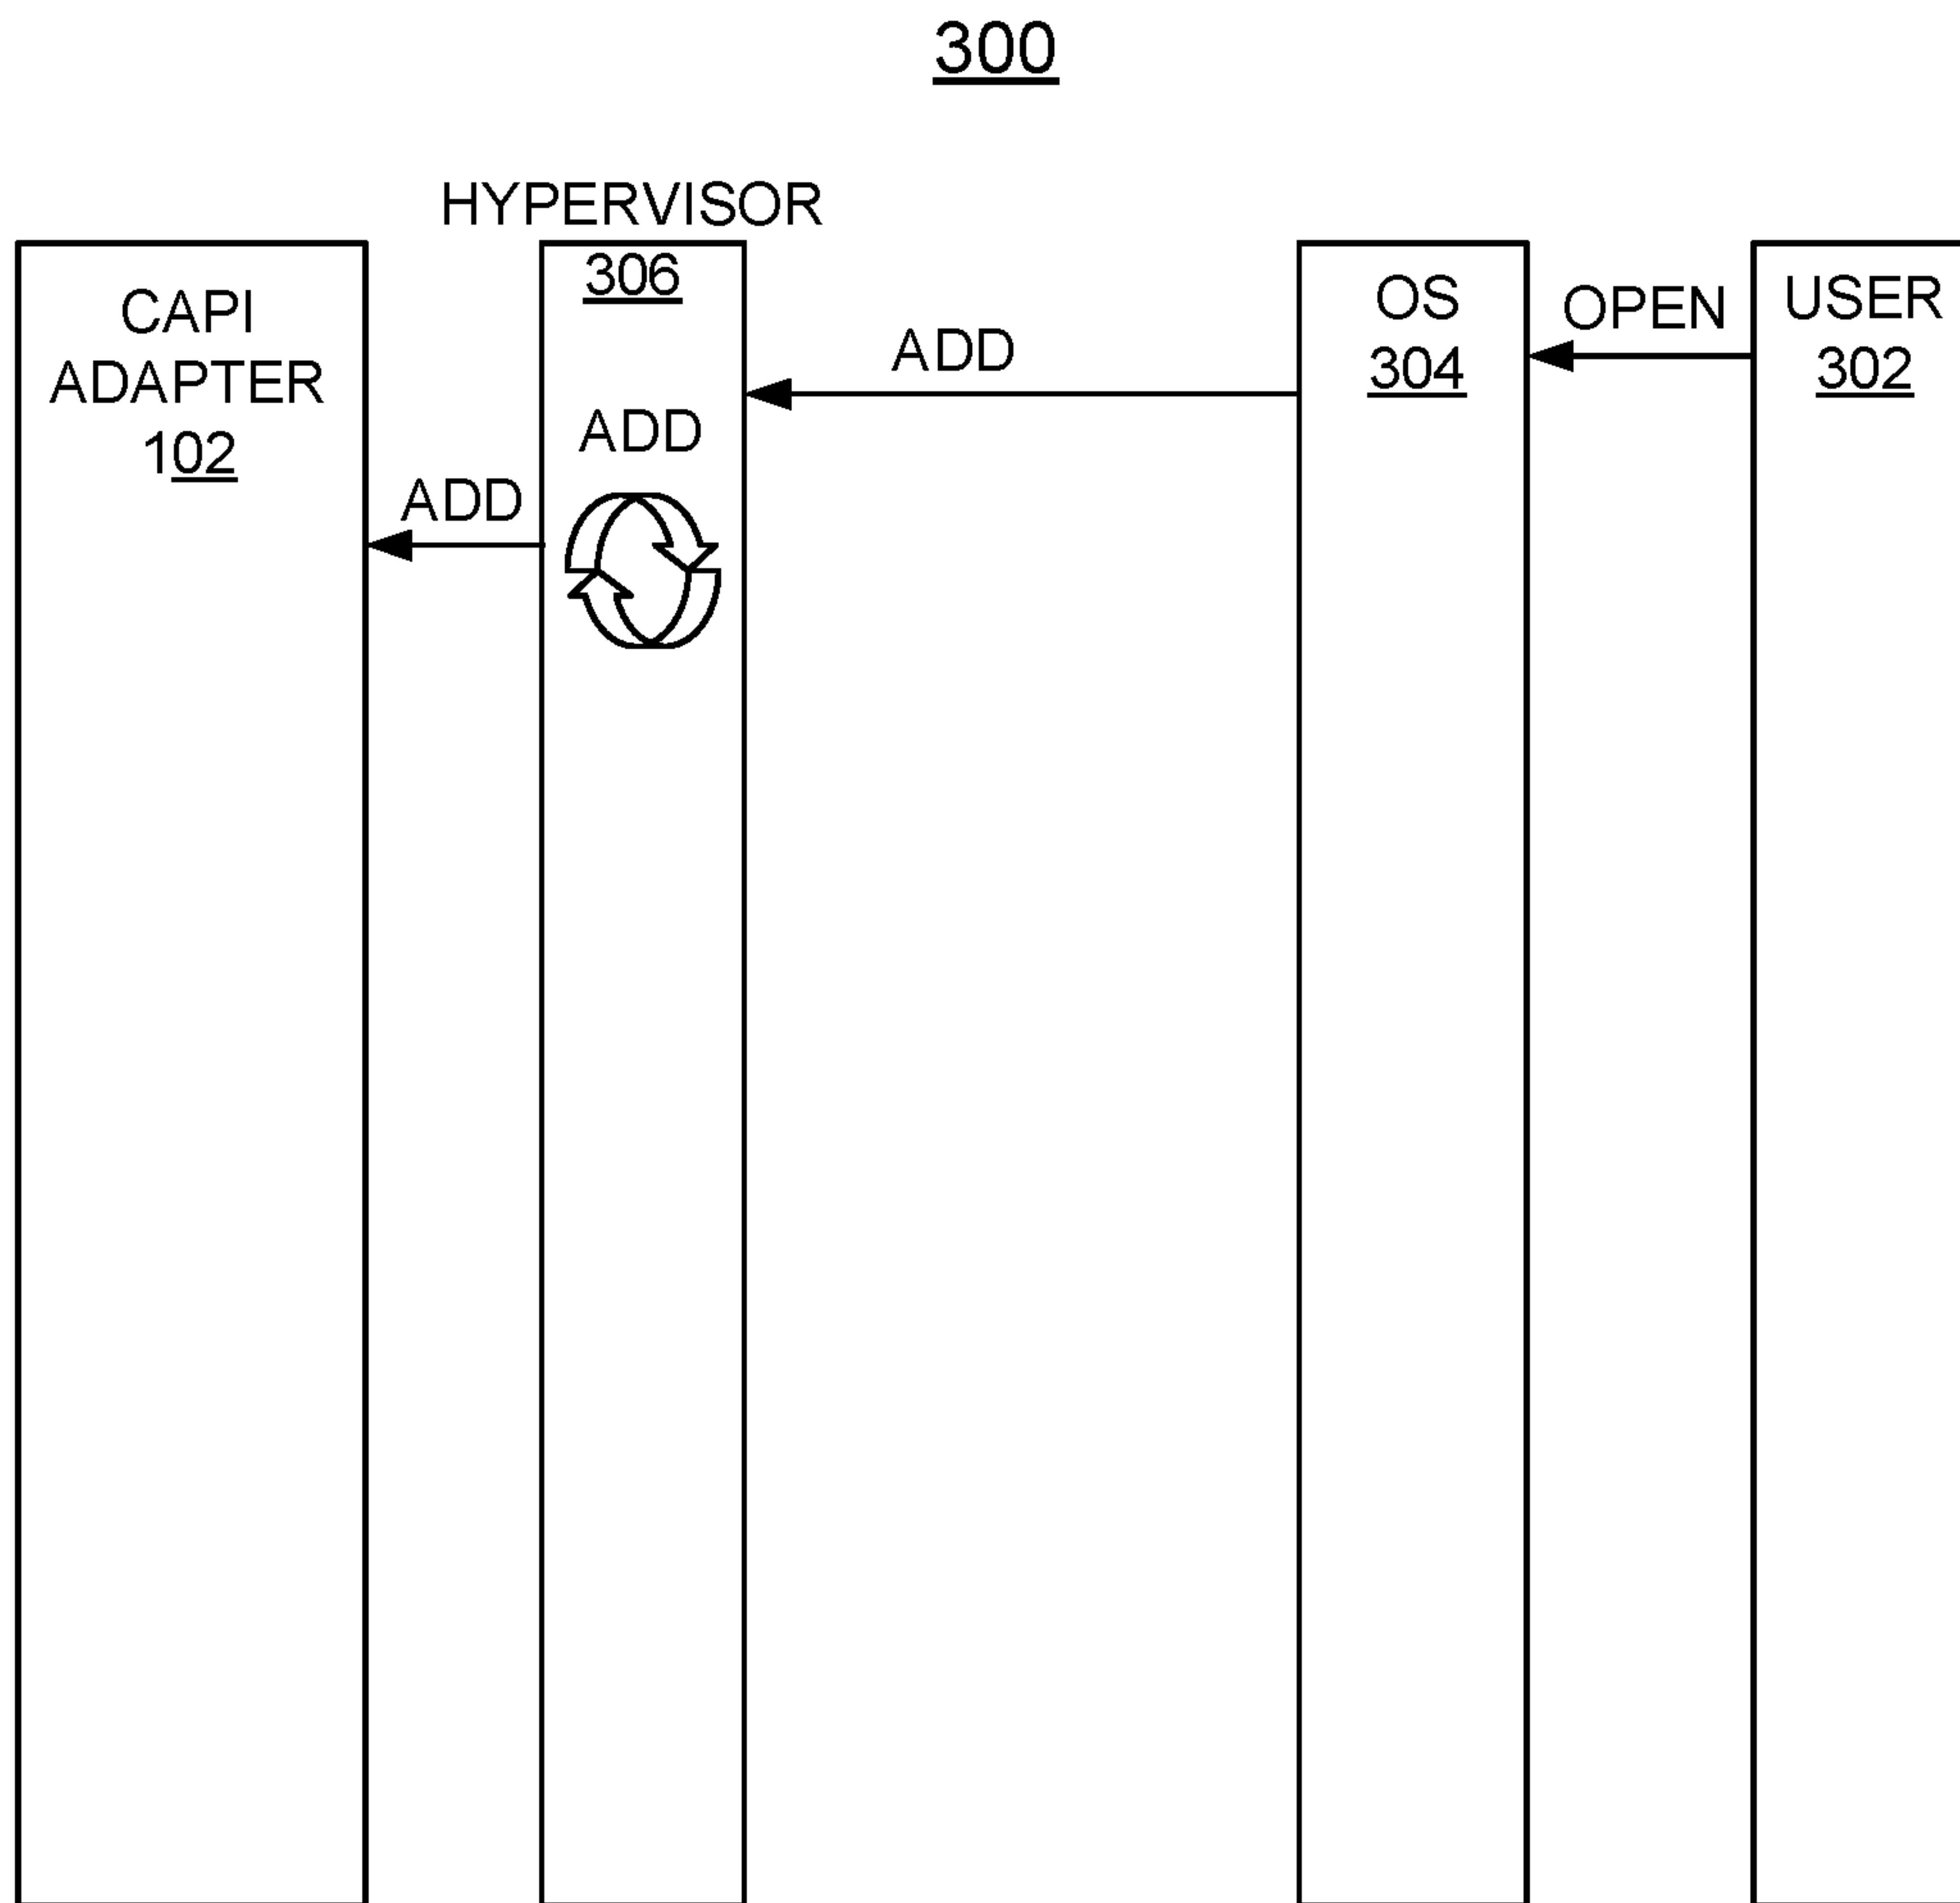 300
HYPERVISOR
306
CAPI
ADAPTER
102
ADD
ADD
ADD
OS
304
OPEN
USER
302